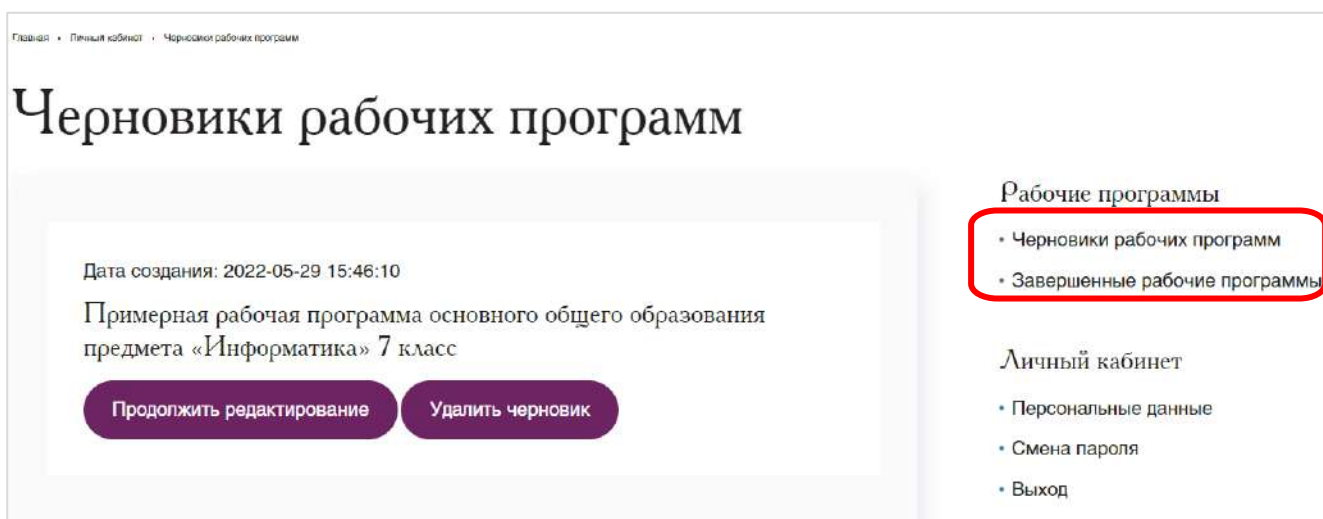 Главная • Личный кабинет • Черновики рабочих программ
Черновики рабочих программ
Дата создания: 2022-05-29 15:46:10
Примерная рабочая программа основного общего образования
предмета «Информатика» 7 класс
Продолжить редактирование
Удалить черновик
Рабочие программы
• Черновики рабочих программ
• Завершенные рабочие программы
Личный кабинет
• Персональные данные
• Смена пароля
• Выход